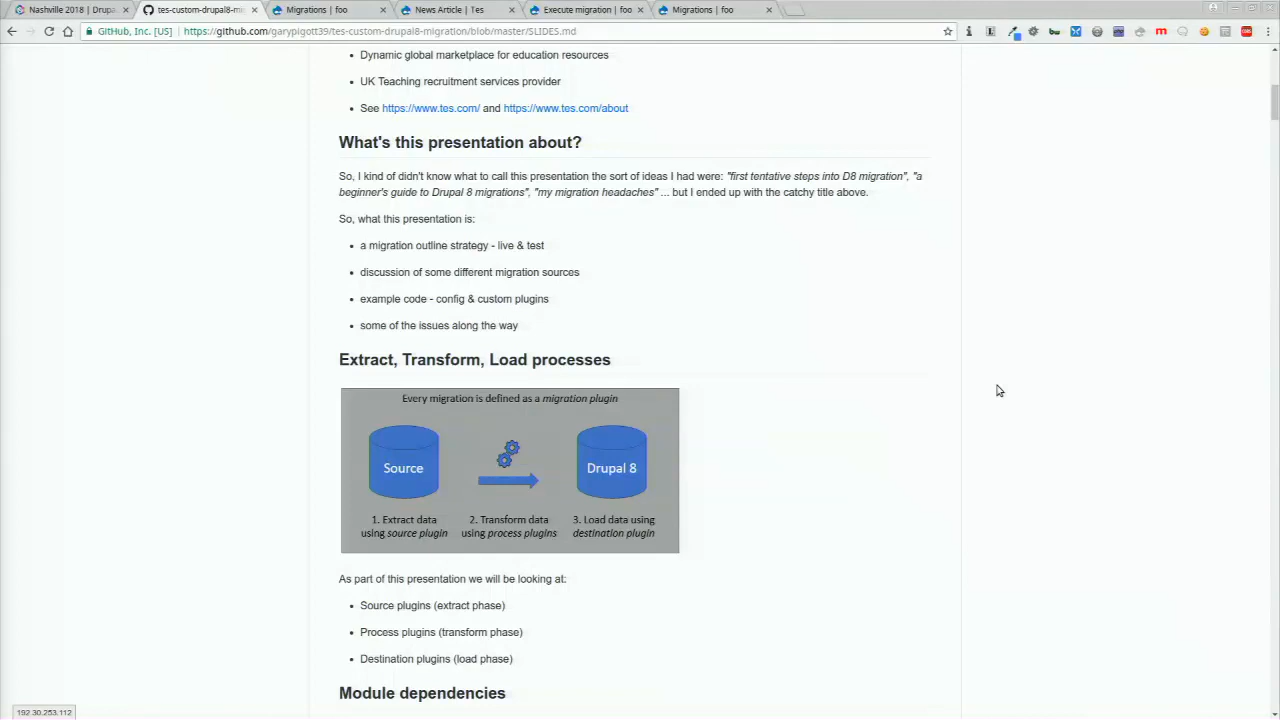 Nashville 2018 | Drupa
tes-custom-drupal8-mi
Migrations | foo
News Article | Tes
Execute migration | foo
Migrations | foo
GitHub, Inc. [US]
https://github.com/garypigott39/tes-custom-drupal8-migration/blob/master/SLIDES.md
• Dynamic global marketplace for education resources
• UK Teaching recruitment services provider
• See https://www.tes.com/ and https://www.tes.com/about
What's this presentation about?
So, I kind of didn't know what to call this presentation the sort of ideas I had were: "first tentative steps into D8 migration", "a
beginner's guide to Drupal 8 migrations", "my migration headaches" ... but I ended up with the catchy title above.
So, what this presentation is:
• a migration outline strategy - live & test
• discussion of some different migration sources
• example code - config & custom plugins
• some of the issues along the way
Extract, Transform, Load processes
Every migration is defined as a migration plugin
Source
Drupal 8
1. Extract data
using source plugin
2. Transform data
using process plugins
3. Load data using
destination plugin
As part of this presentation we will be looking at:
• Source plugins (extract phase)
• Process plugins (transform phase)
• Destination plugins (load phase)
Module dependencies
192.30.253.112